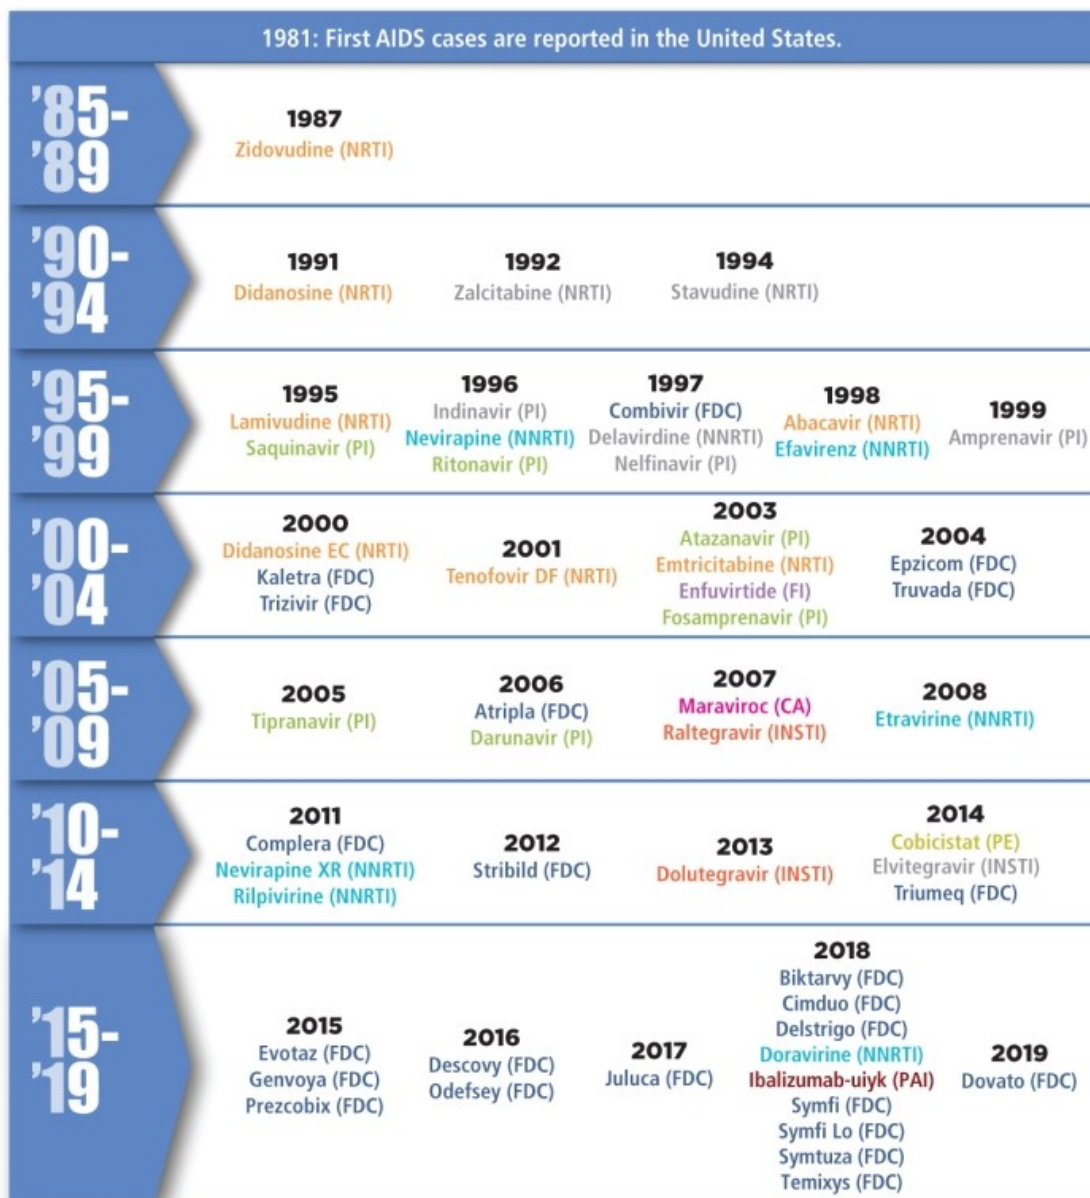 1981: First AIDS cases are reported in the United States.
'85-
'89
1987
Zidovudine (NRTI)
'90-
'94
1991
Didanosine (NRTI)
1992
Zalcitabine (NRTI)
1994
Stavudine (NRTI)
'95-
'99
1995
Lamivudine (NRTI)
Saquinavir (PI)
1996
Indinavir (PI)
Nevirapine (NNRTI)
Ritonavir (PI)
1997
Combivir (FDC)
Delavirdine (NNRTI)
Nelfinavir (PI)
1998
Abacavir (NRTI)
Efavirenz (NNRTI)
1999
Amprenavir (PI)
'00-
'04
2000
Didanosine EC (NRTI)
Kaletra (FDC)
Trizivir (FDC)
2001
Tenofovir DF (NRTI)
2003
Atazanavir (PI)
Emtricitabine (NRTI)
Enfuvirtide (FI)
Fosamprenavir (PI)
2004
Epzicom (FDC)
Truvada (FDC)
'05-
'09
2005
Tipranavir (PI)
2006
Atripla (FDC)
Darunavir (PI)
2007
Maraviroc (CA)
Raltegravir (INSTI)
2008
Etravirine (NNRTI)
'10-
'14
2011
Complera (FDC)
Nevirapine XR (NNRTI)
Rilpivirine (NNRTI)
2012
Stribild (FDC)
2013
Dolutegravir (INSTI)
2014
Cobicistat (PE)
Elvitegravir (INSTI)
Triumeq (FDC)
'15-
'19
2015
Evotaz (FDC)
Genvoya (FDC)
Prezcobix (FDC)
2016
Descovy (FDC)
Odefsey (FDC)
2017
Juluca (FDC)
2018
Biktarvy (FDC)
Cimduo (FDC)
Delstrigo (FDC)
Doravirine (NNRTI)
Ibalizumab-uiyk (PAI)
Symfi (FDC)
Symfi Lo (FDC)
Symtuza (FDC)
Temixys (FDC)
2019
Dovato (FDC)